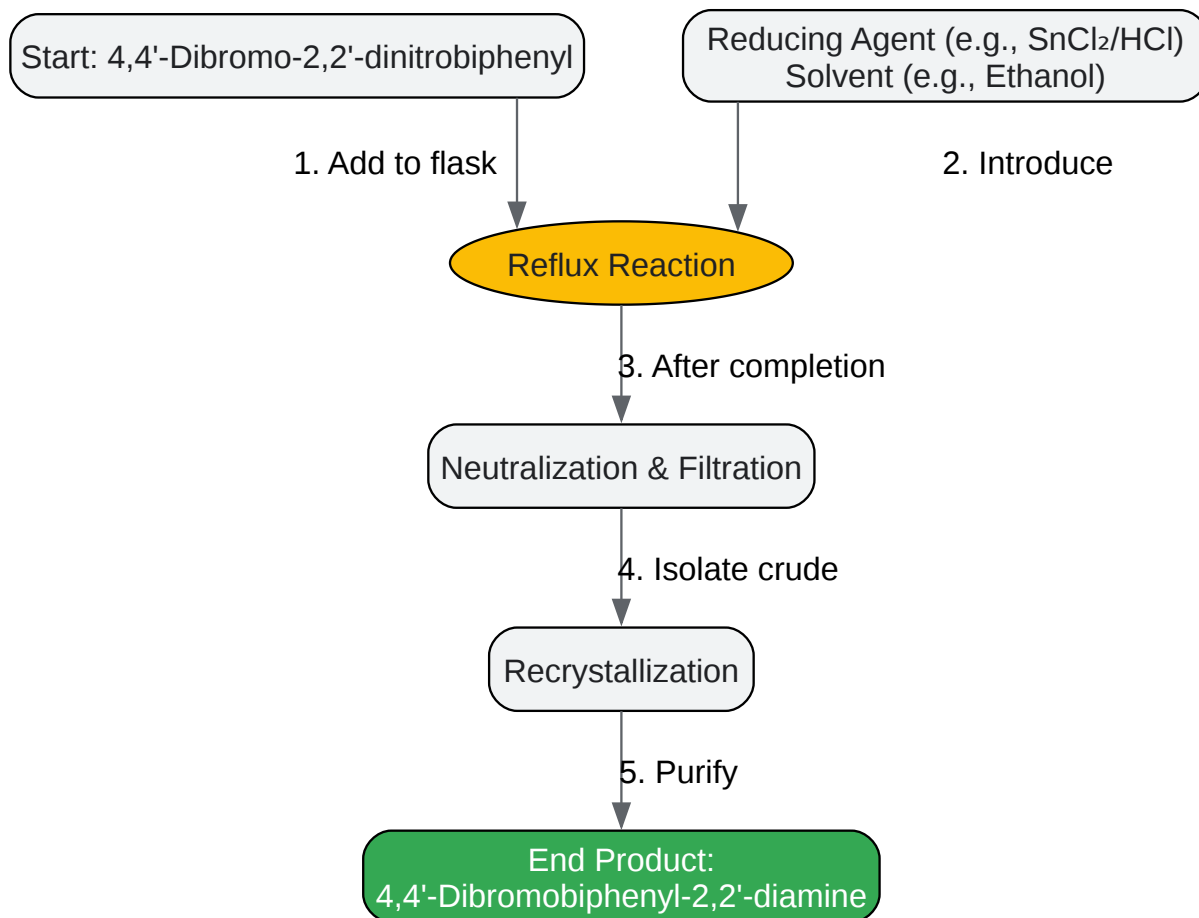 Start: 4,4'-Dibromo-2,2'-dinitrobiphenyl
Reducing Agent (e.g., SnCl₂/HCl)
Solvent (e.g., Ethanol)
1. Add to flask
2. Introduce
Reflux Reaction
3. After completion
Neutralization & Filtration
4. Isolate crude
Recrystallization
5. Purify
End Product:
4,4'-Dibromobiphenyl-2,2'-diamine